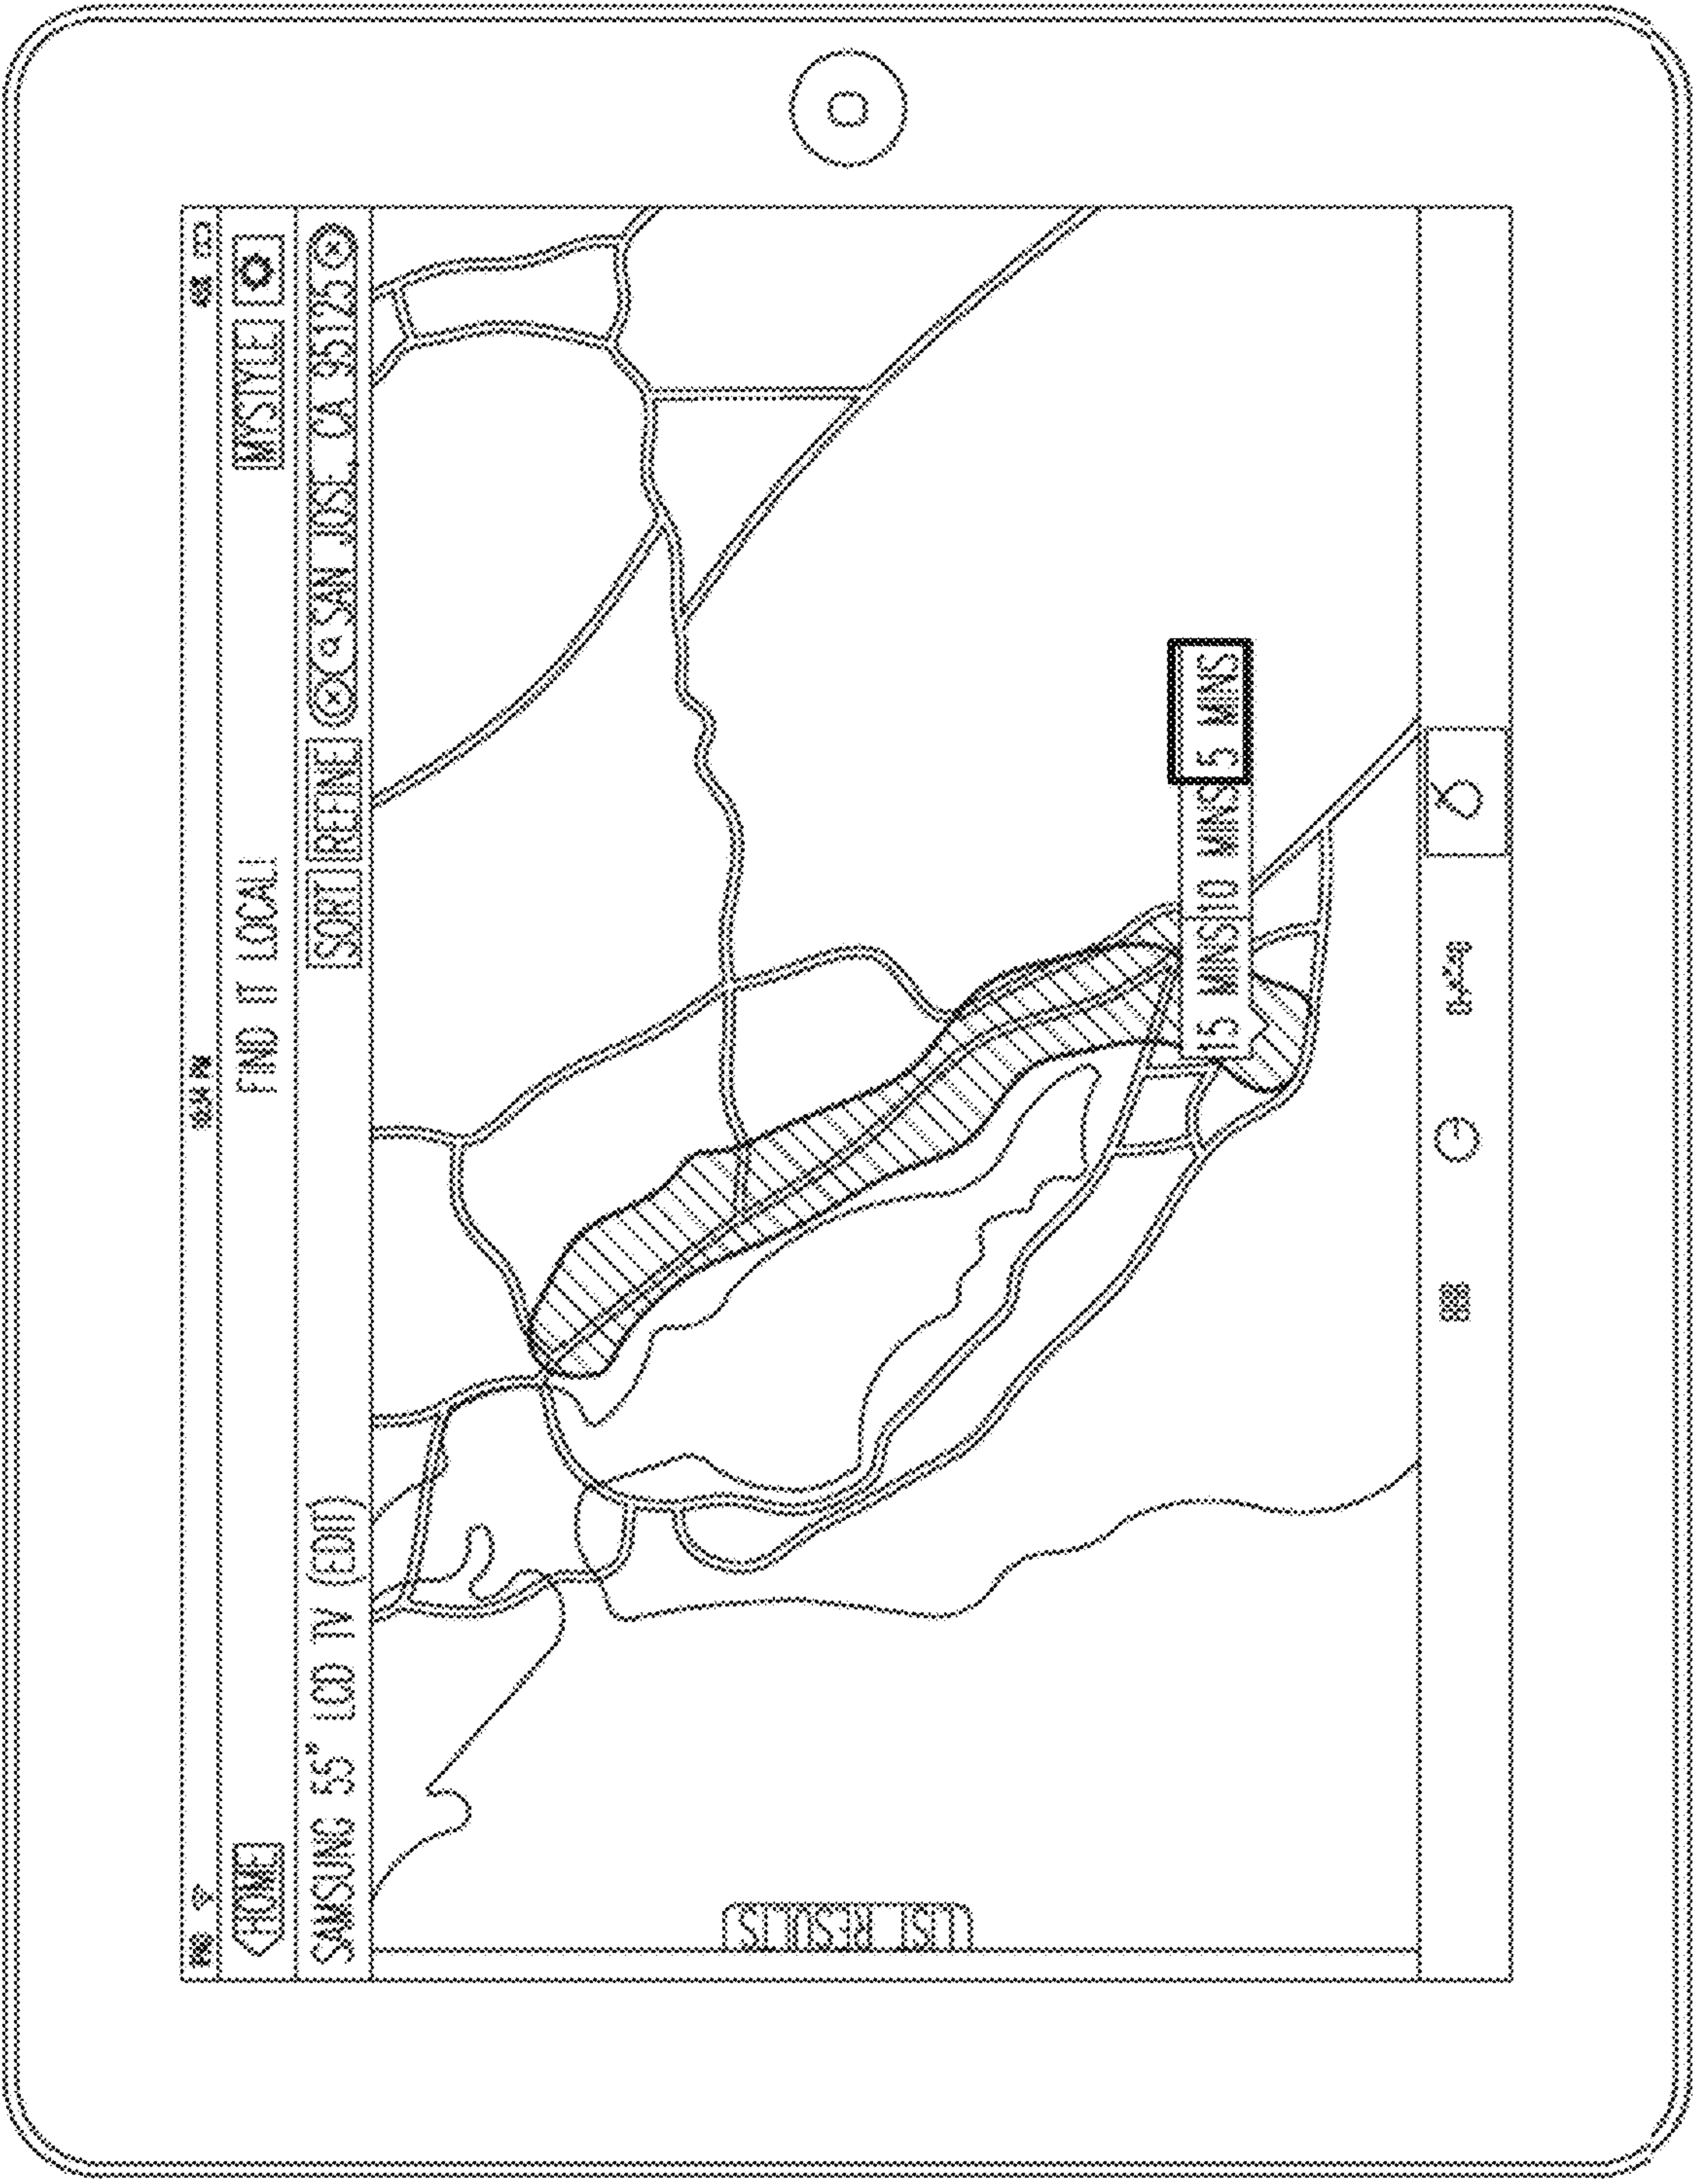 HOME FIND IT LOCAL! MYSTYLE
SAMSUNG 55" LCD TV (EDIT) SORT REFINE SAN JOSE, CA 95125
LIST RESULTS
15 MINS 10 MINS 5 MINS